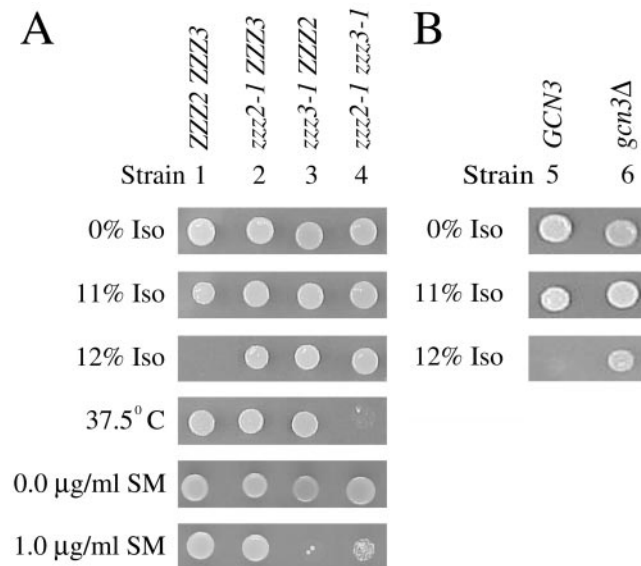 A
ZZZ2 ZZZ3
zzz2-1 ZZZ3
zzz3-1 ZZZ2
zzz2-1 zzz3-1
Strain 1 2 3 4
0% Iso
11% Iso
12% Iso
37.5° C
0.0 µg/ml SM
1.0 µg/ml SM
B
GCN3
gcn3Δ
Strain 5 6
0% Iso
11% Iso
12% Iso